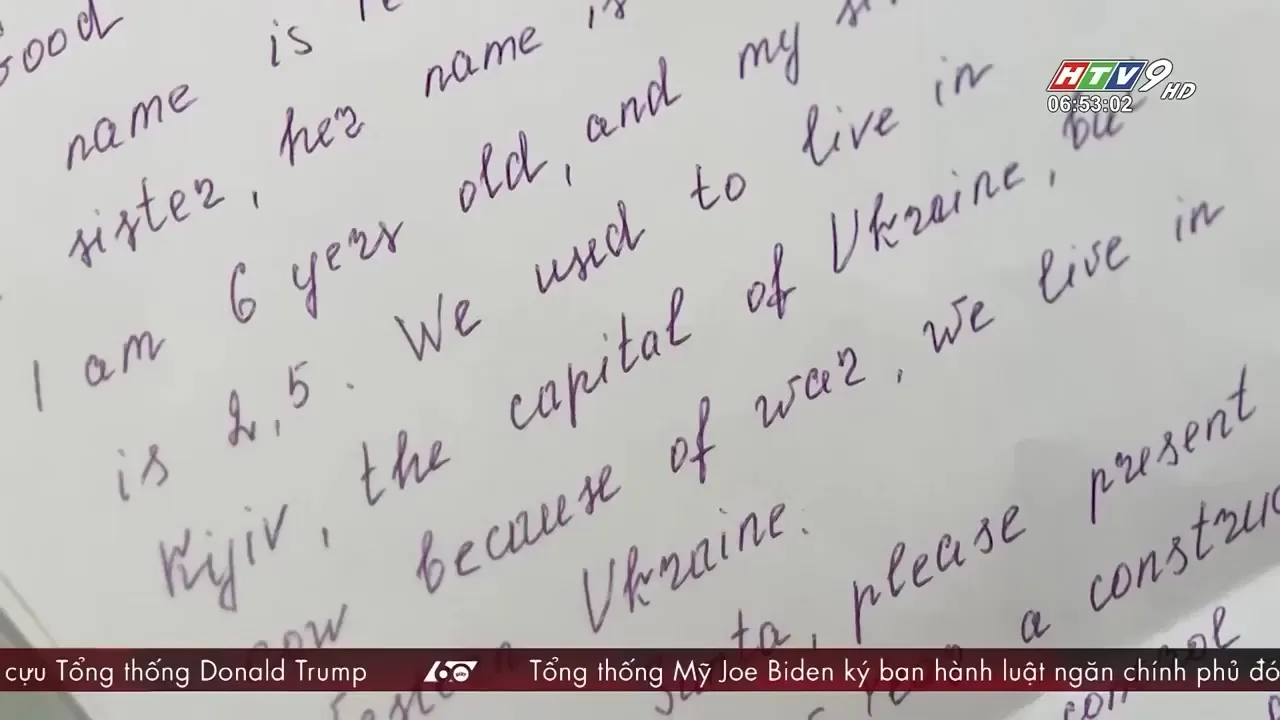 HTV9 HD
06:53:02
Good
name is
sister, her name is
I am 6 yers old, and my
is 2,5. We used to live in
Kyiv, the capital of Ukraine,
now because of war, we live in
Ukraine.
please present
a construc
cựu Tổng thống Donald Trump 60 giây Tổng thống Mỹ Joe Biden ký ban hành luật ngăn chính phủ đó